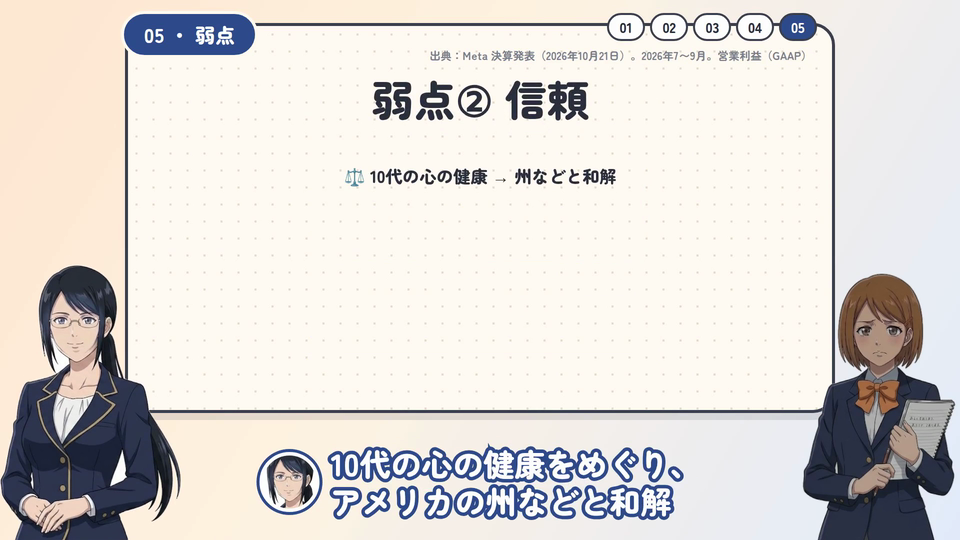 05 ・ 弱点
01 02 03 04 05
出典：Meta 決算発表（2026年10月21日）。2026年7〜9月。営業利益（GAAP）
弱点② 信頼
⚖️ 10代の心の健康 → 州などと和解
10代の心の健康をめぐり、
アメリカの州などと和解